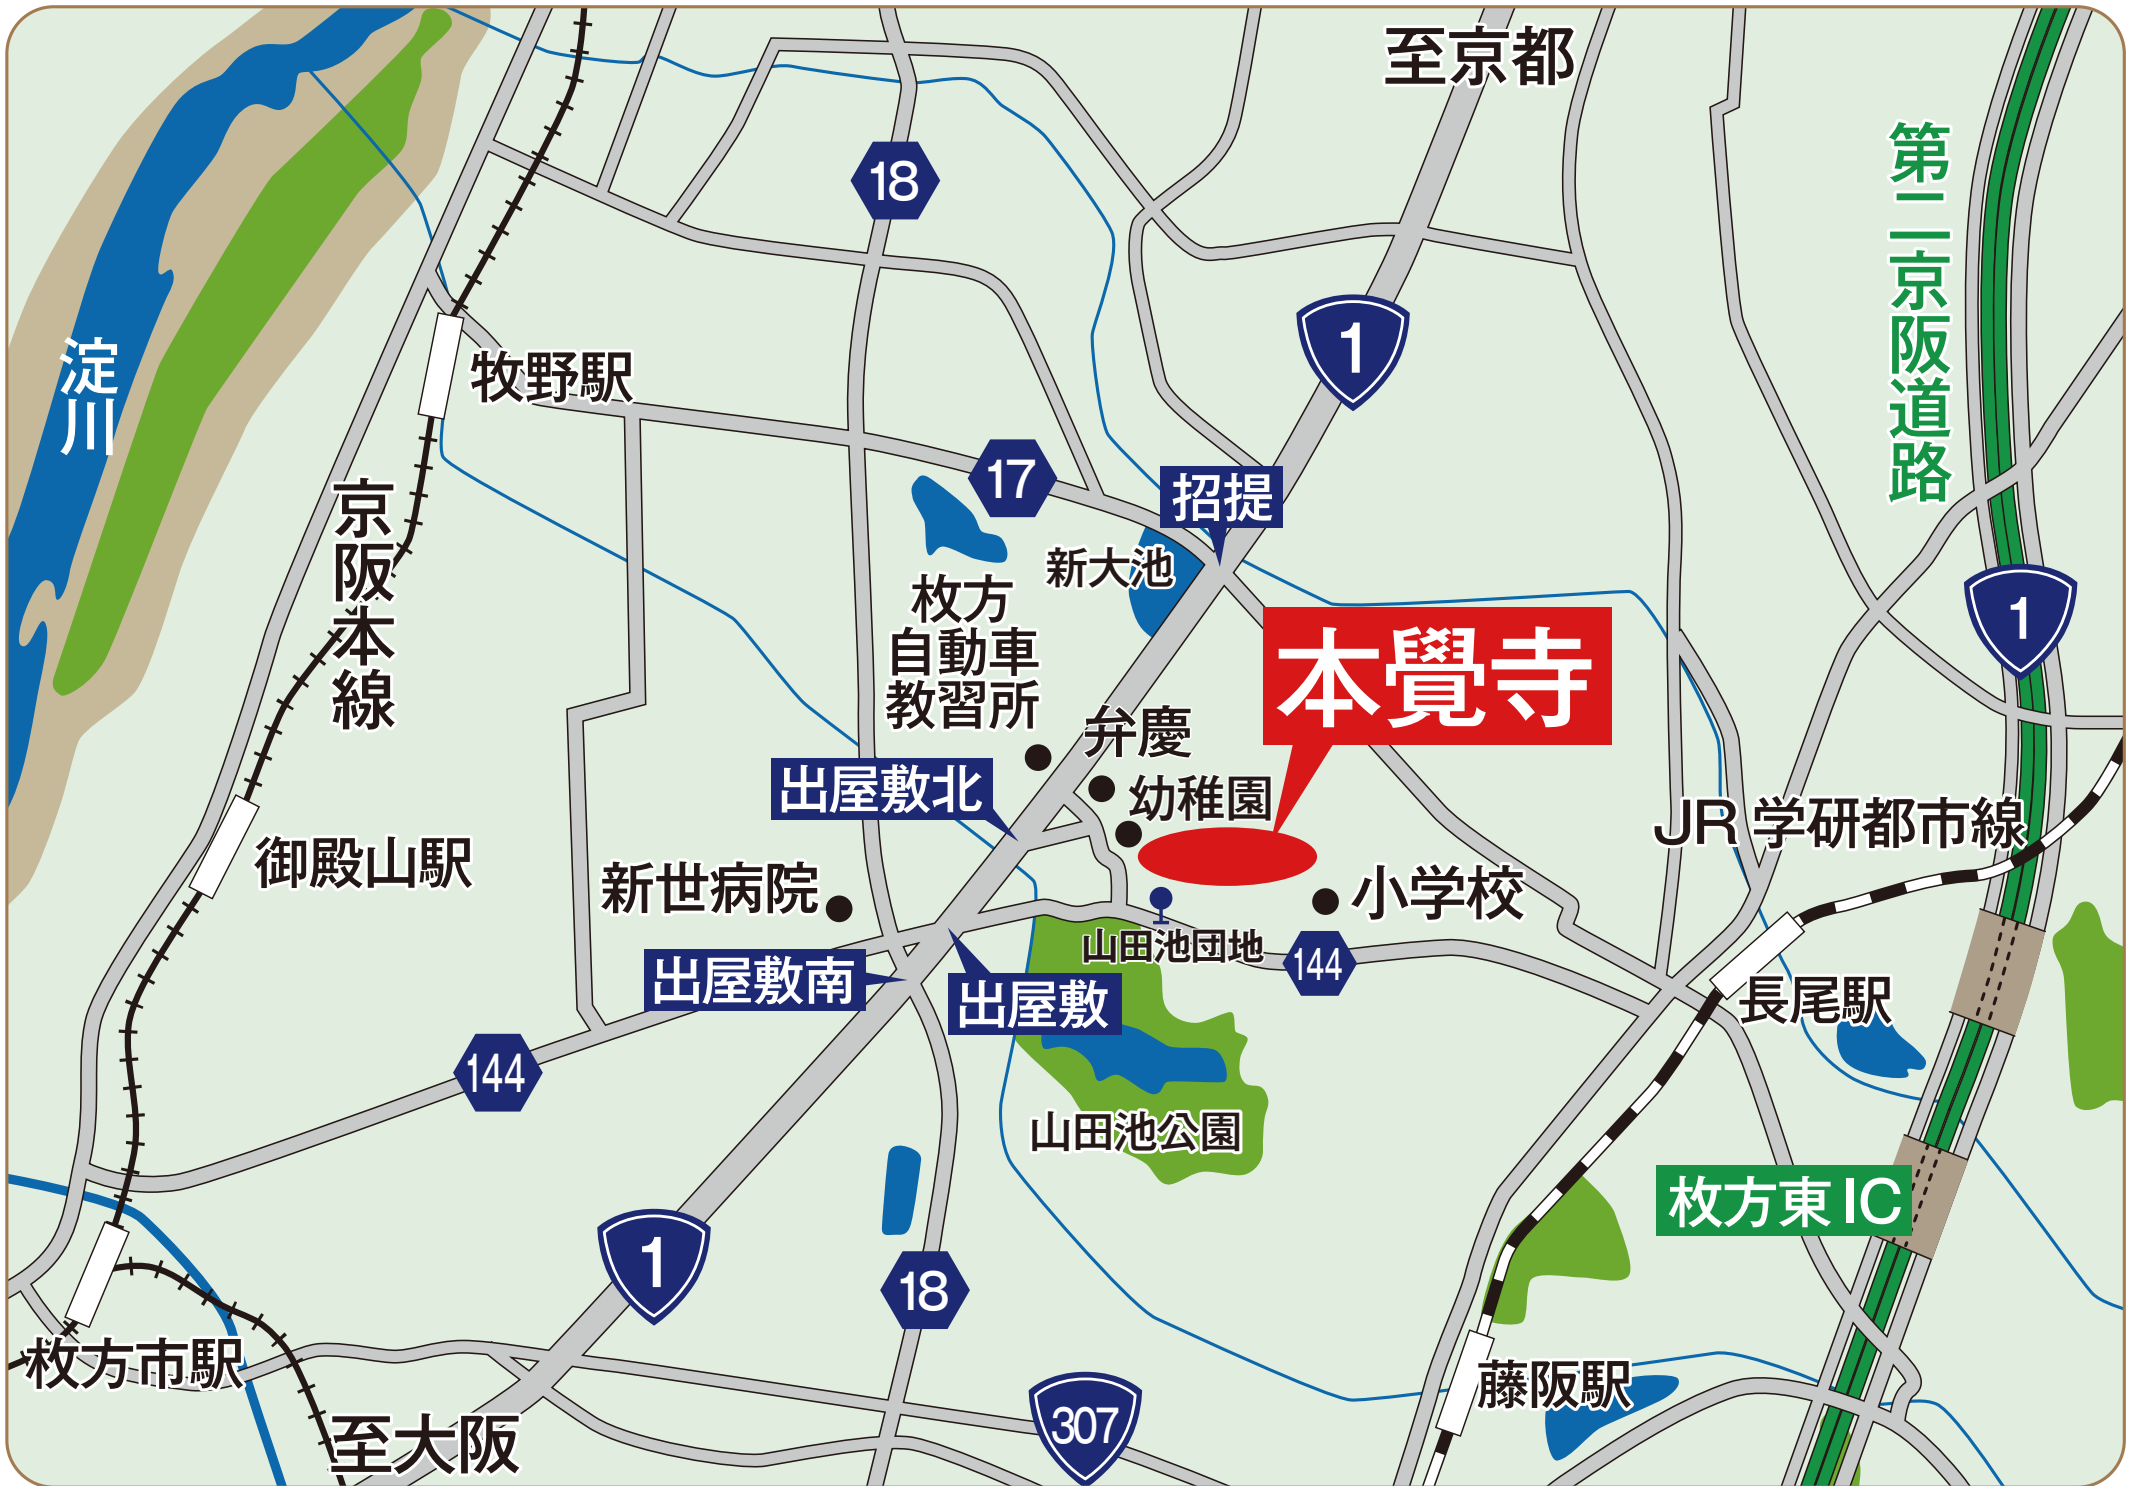 至京都
18
第二京阪道路
1
淀川
牧野駅
17
招提
京阪本線
新大池
枚方
自動車
教習所
1
本覺寺
弁慶
出屋敷北
幼稚園
JR 学研都市線
御殿山駅
新世病院
小学校
山田池団地
144
出屋敷南
出屋敷
長尾駅
144
山田池公園
枚方東 IC
1
18
枚方市駅
藤阪駅
307
至大阪